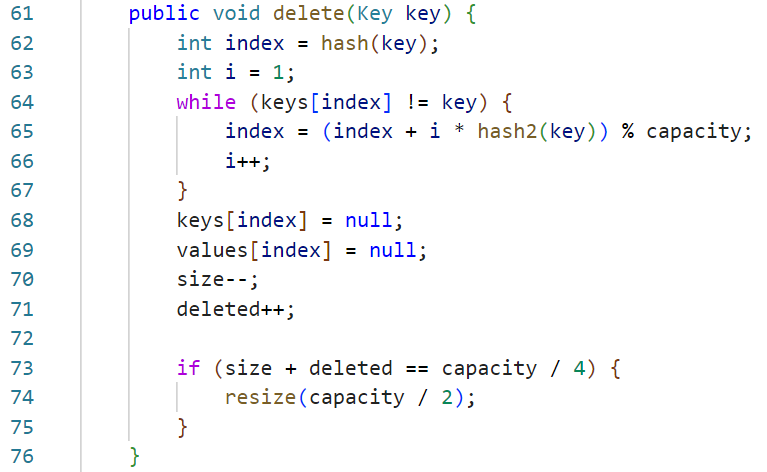 61 public void delete(Key key) {
62 int index = hash(key);
63 int i = 1;
64 while (keys[index] != key) {
65 index = (index + i * hash2(key)) % capacity;
66 i++;
67 }
68 keys[index] = null;
69 values[index] = null;
70 size--;
71 deleted++;
72
73 if (size + deleted == capacity / 4) {
74 resize(capacity / 2);
75 }
76 }